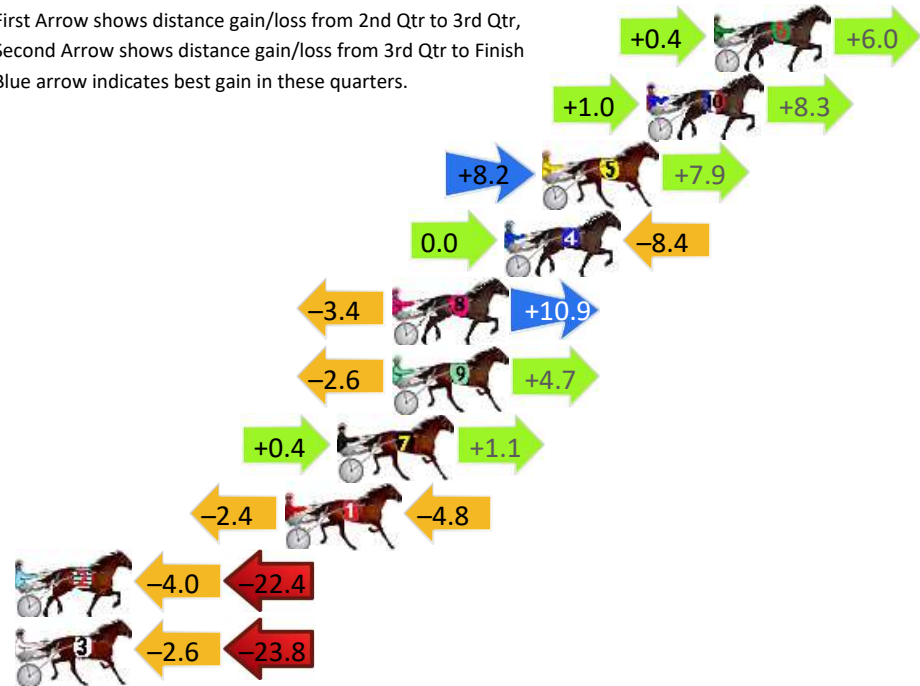 First Arrow shows distance gain/loss from 2nd Qtr to 3rd Qtr,
Second Arrow shows distance gain/loss from 3rd Qtr to Finish
Blue arrow indicates best gain in these quarters.
+0.4 6 +6.0
+1.0 10 +8.3
+8.2 5 +7.9
0.0 4 –8.4
–3.4 8 +10.9
–2.6 9 +4.7
+0.4 7 +1.1
–2.4 1 –4.8
2 –4.0 –22.4
3 –2.6 –23.8